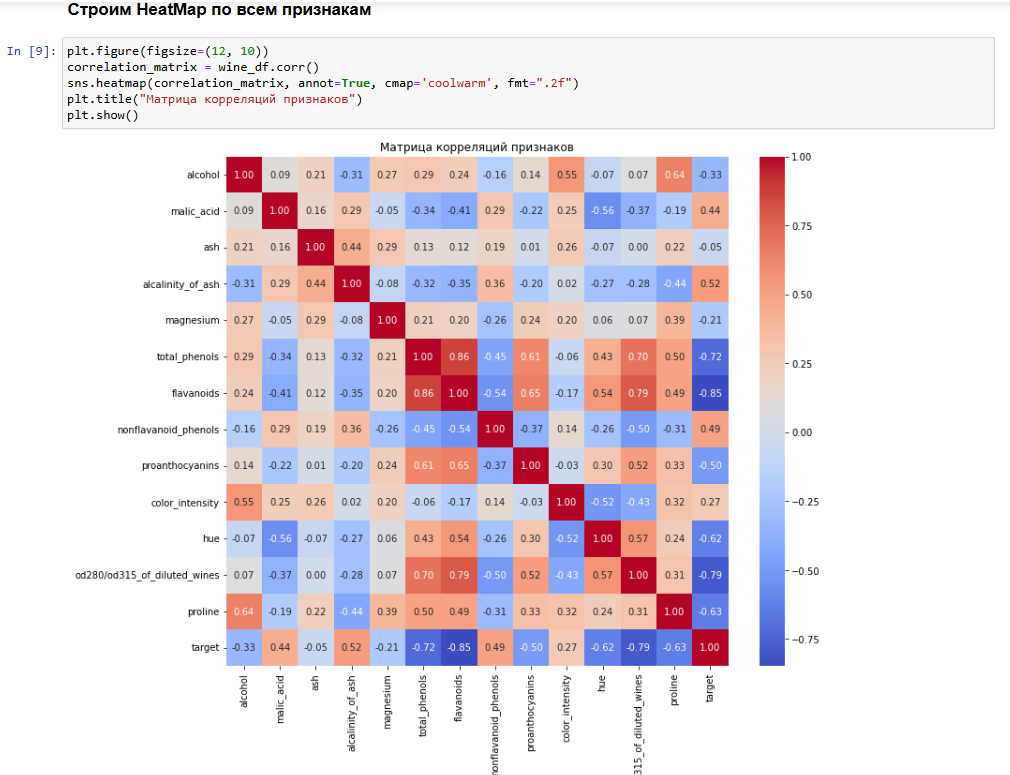 Строим HeatMap по всем признакам
In [9]: plt.figure(figsize=(12, 10))
correlation_matrix = wine_df.corr()
sns.heatmap(correlation_matrix, annot=True, cmap='coolwarm', fmt=".2f")
plt.title("Матрица корреляций признаков")
plt.show()
Матрица корреляций признаков
alcohol 1.00 0.09 0.21 -0.31 0.27 0.29 0.24 -0.16 0.14 0.55 -0.07 0.07 0.64 -0.33
malic_acid 0.09 1.00 0.16 0.29 -0.05 -0.34 -0.41 0.29 -0.22 0.25 -0.56 -0.37 -0.19 0.44
ash 0.21 0.16 1.00 0.44 0.29 0.13 0.12 0.19 0.01 0.26 -0.07 0.00 0.22 -0.05
alcalinity_of_ash -0.31 0.29 0.44 1.00 -0.08 -0.32 -0.35 0.36 -0.20 0.02 -0.27 -0.28 -0.44 0.52
magnesium 0.27 -0.05 0.29 -0.08 1.00 0.21 0.20 -0.26 0.24 0.20 0.06 0.07 0.39 -0.21
total_phenols 0.29 -0.34 0.13 -0.32 0.21 1.00 0.86 -0.45 0.61 -0.06 0.43 0.70 0.50 -0.72
flavanoids 0.24 -0.41 0.12 -0.35 0.20 0.86 1.00 -0.54 0.65 -0.17 0.54 0.79 0.49 -0.85
nonflavanoid_phenols -0.16 0.29 0.19 0.36 -0.26 -0.45 -0.54 1.00 -0.37 0.14 -0.26 -0.50 -0.31 0.49
proanthocyanins 0.14 -0.22 0.01 -0.20 0.24 0.61 0.65 -0.37 1.00 -0.03 0.30 0.52 0.33 -0.50
color_intensity 0.55 0.25 0.26 0.02 0.20 -0.06 -0.17 0.14 -0.03 1.00 -0.52 -0.43 0.32 0.27
hue -0.07 -0.56 -0.07 -0.27 0.06 0.43 0.54 -0.26 0.30 -0.52 1.00 0.57 0.24 -0.62
od280/od315_of_diluted_wines 0.07 -0.37 0.00 -0.28 0.07 0.70 0.79 -0.50 0.52 -0.43 0.57 1.00 0.31 -0.79
proline 0.64 -0.19 0.22 -0.44 0.39 0.50 0.49 -0.31 0.33 0.32 0.24 0.31 1.00 -0.63
target -0.33 0.44 -0.05 0.52 -0.21 -0.72 -0.85 0.49 -0.50 0.27 -0.62 -0.79 -0.63 1.00
alcohol
malic_acid
ash
alcalinity_of_ash
magnesium
total_phenols
flavanoids
nonflavanoid_phenols
proanthocyanins
color_intensity
hue
315_of_diluted_wines
proline
target
1.00
0.75
0.50
0.25
0.00
−0.25
−0.50
−0.75